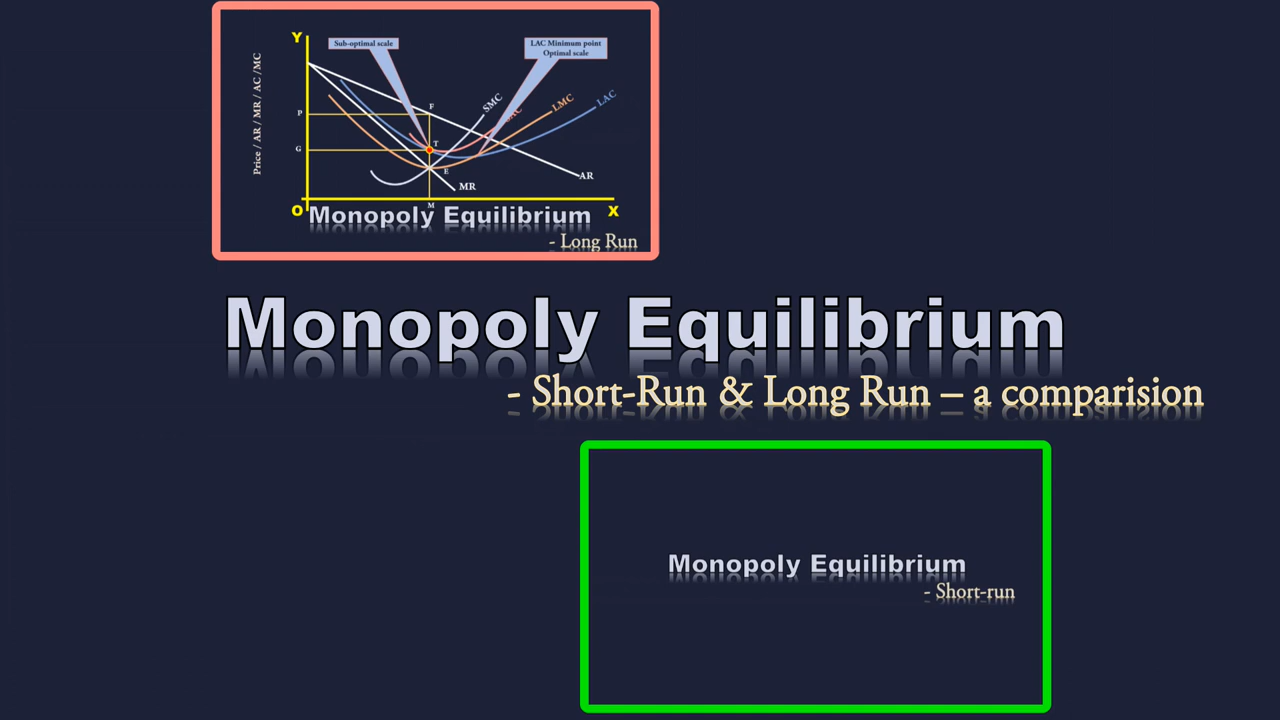 Y
Sub-optimal scale
LAC Minimum point
Optimal scale
Price / AR / MR / AC /MC
SMC
SAC
LMC
LAC
F
P
T
G
E
AR
MR
M
O
X
Monopoly Equilibrium
- Long Run
Monopoly Equilibrium
- Short-Run & Long Run – a comparision
Monopoly Equilibrium
- Short-run